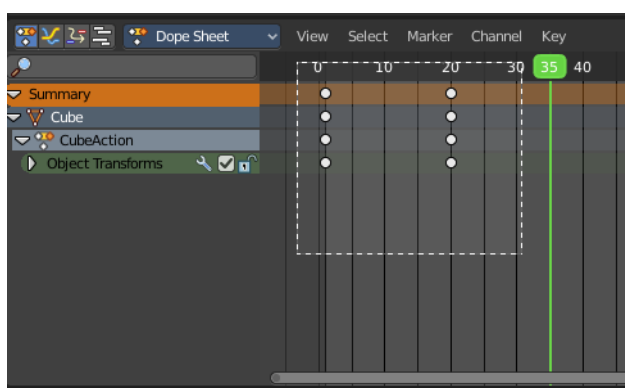 Dope Sheet View Select Marker Channel Key
0 10 20 30 35 40
Summary
Cube
CubeAction
Object Transforms